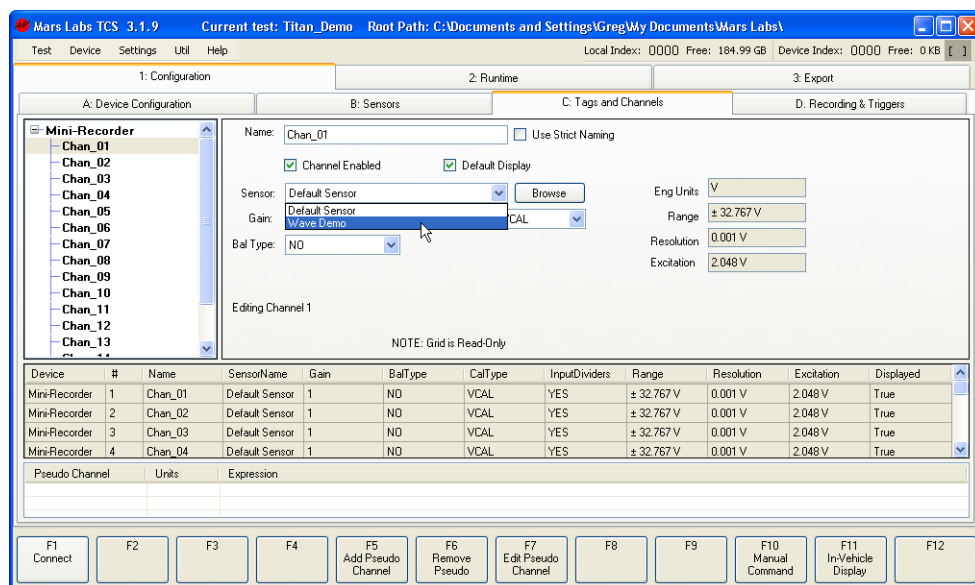 Mars Labs TCS 3.1.9 Current test: Titan_Demo Root Path: C:\Documents and Settings\Greg\My Documents\Mars Labs\
Test Device Settings Util Help Local Index: 0000 Free: 184.99 GB Device Index: 0000 Free: 0 KB [ ]
1: Configuration 2: Runtime 3: Export
A: Device Configuration B: Sensors C: Tags and Channels D. Recording & Triggers
Mini-Recorder
Chan_01
Chan_02
Chan_03
Chan_04
Chan_05
Chan_06
Chan_07
Chan_08
Chan_09
Chan_10
Chan_11
Chan_12
Chan_13
Name: Chan_01 Use Strict Naming
Channel Enabled Default Display
Sensor: Default Sensor Browse
Default Sensor
Wave Demo
Gain: VCAL
Bal Type: NO
Eng Units V
Range ± 32.767 V
Resolution 0.001 V
Excitation 2.048 V
Editing Channel 1
NOTE: Grid is Read-Only
Device # Name SensorName Gain BalType CalType InputDividers Range Resolution Excitation Displayed
Mini-Recorder 1 Chan_01 Default Sensor 1 NO VCAL YES ± 32.767 V 0.001 V 2.048 V True
Mini-Recorder 2 Chan_02 Default Sensor 1 NO VCAL YES ± 32.767 V 0.001 V 2.048 V True
Mini-Recorder 3 Chan_03 Default Sensor 1 NO VCAL YES ± 32.767 V 0.001 V 2.048 V True
Mini-Recorder 4 Chan_04 Default Sensor 1 NO VCAL YES ± 32.767 V 0.001 V 2.048 V True
Pseudo Channel Units Expression
F1 Connect
F2
F3
F4
F5 Add Pseudo Channel
F6 Remove Pseudo
F7 Edit Pseudo Channel
F8
F9
F10 Manual Command
F11 In-Vehicle Display
F12